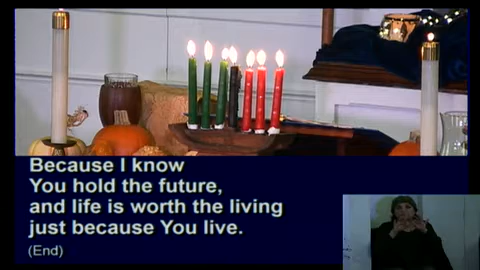 Because I know
You hold the future,
and life is worth the living
just because You live.
(End)